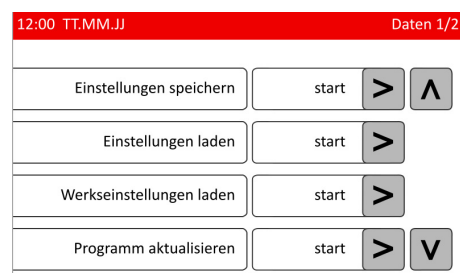 12:00 TT.MM.JJ Daten 1/2
Einstellungen speichern start > Λ
Einstellungen laden start >
Werkseinstellungen laden start >
Programm aktualisieren start > V